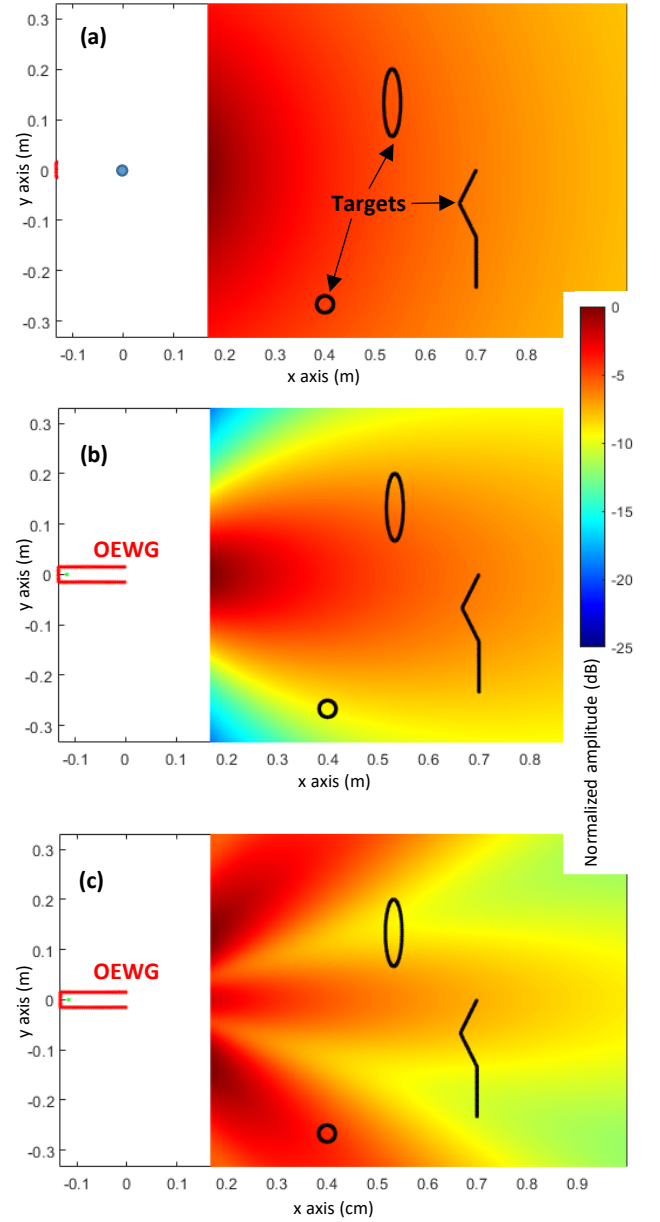 (a)
0.3
0.2
0.1
0
-0.1
-0.2
-0.3
y axis (m)
Targets
-0.1 0 0.1 0.2 0.3 0.4 0.5 0.6 0.7
x axis (m)
0
-5
-10
-15
-20
-25
Normalized amplitude (dB)
(b)
0.3
0.2
0.1
0
-0.1
-0.2
-0.3
y axis (m)
OEWG
-0.1 0 0.1 0.2 0.3 0.4 0.5 0.6 0.7 0.8
x axis (m)
(c)
0.3
0.2
0.1
0
-0.1
-0.2
-0.3
y axis (m)
OEWG
-0.1 0 0.1 0.2 0.3 0.4 0.5 0.6 0.7 0.8 0.9
x axis (cm)